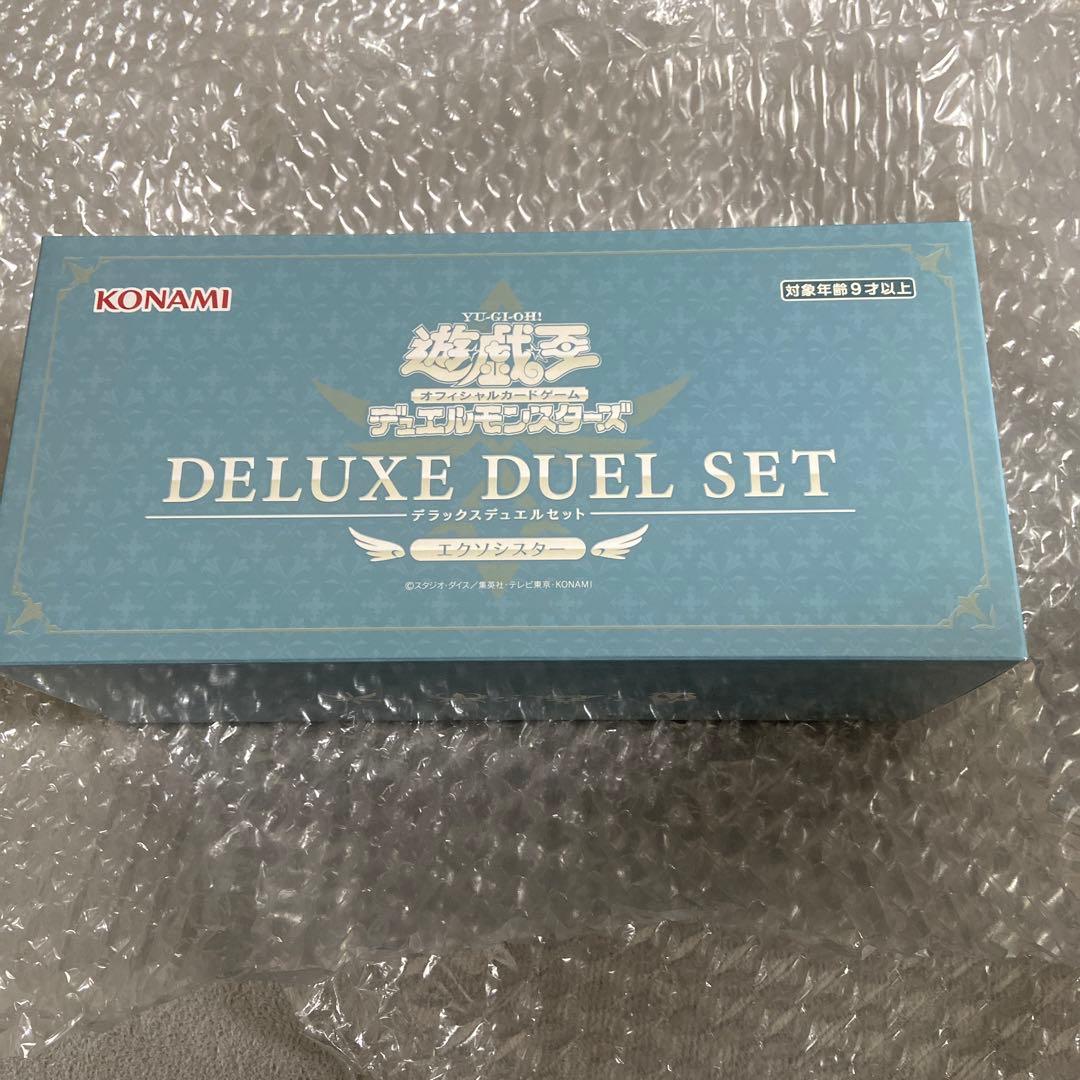 KONAMI
対象年齢9才以上
YU-GI-OH!
遊戯王
オフィシャルカードゲーム
デュエルモンスターズ
DELUXE DUEL SET
デラックスデュエルセット
エクソシスター
©スタジオ・ダイス／集英社・テレビ東京・KONAMI